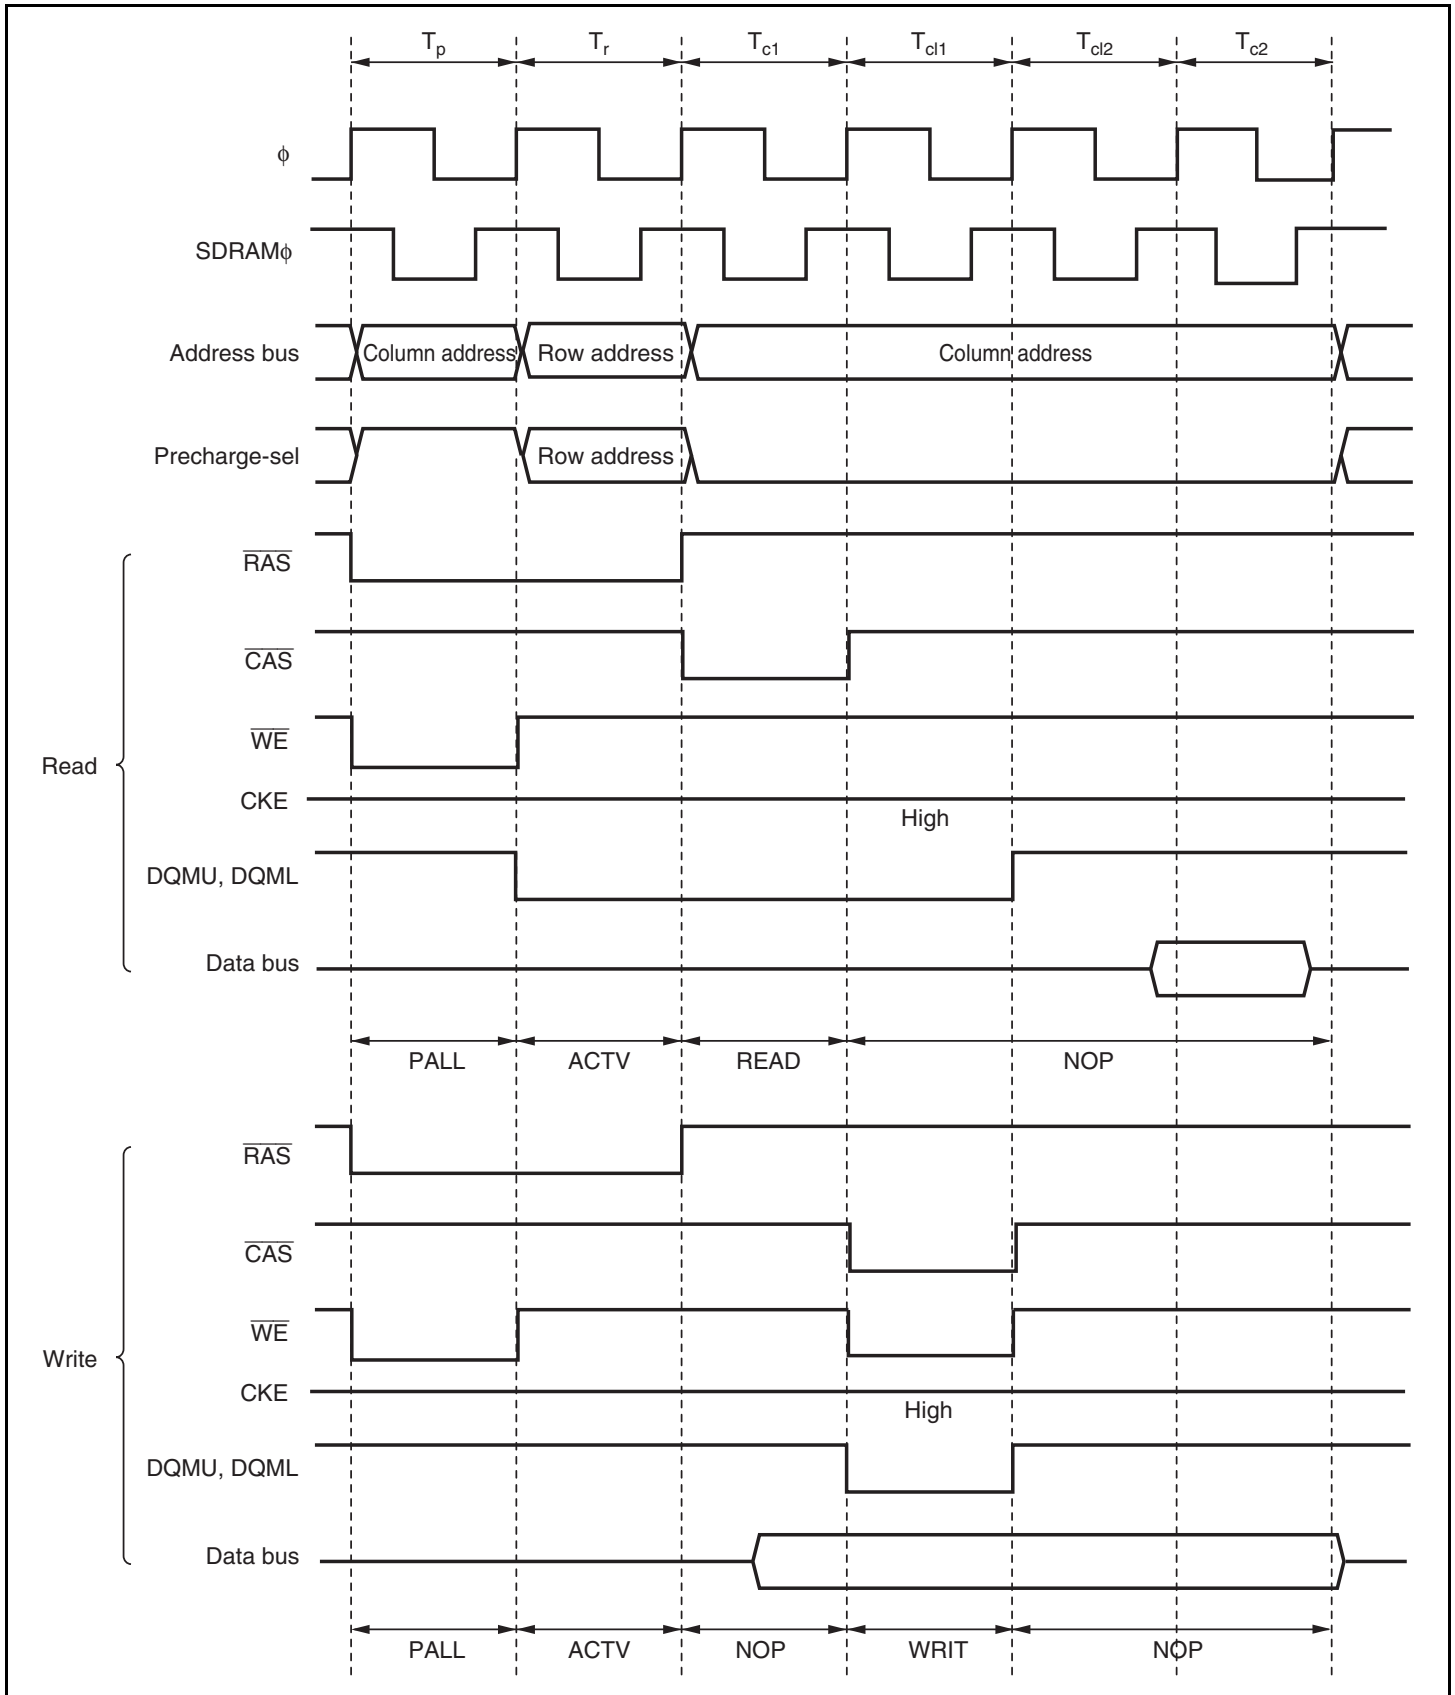 Tp Tr Tc1 Tcl1 Tcl2 Tc2
ϕ
SDRAMϕ
Address bus Column address Row address Column address
Precharge-sel Row address
RAS
CAS
WE
Read
CKE
High
DQMU, DQML
Data bus
PALL ACTV READ NOP
RAS
CAS
WE
Write
CKE
High
DQMU, DQML
Data bus
PALL ACTV NOP WRIT NOP